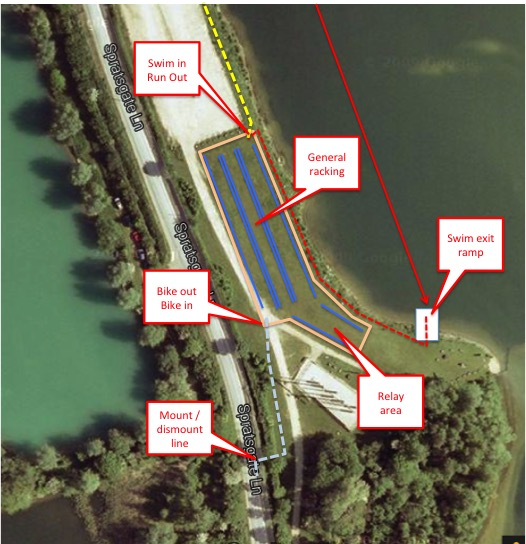 Spratsgate Ln
Swim in
Run Out
General
racking
Spratsg
Swim exit
ramp
Bike out
Bike in
Relay
area
Mount /
dismount
line
Spratsgate Ln